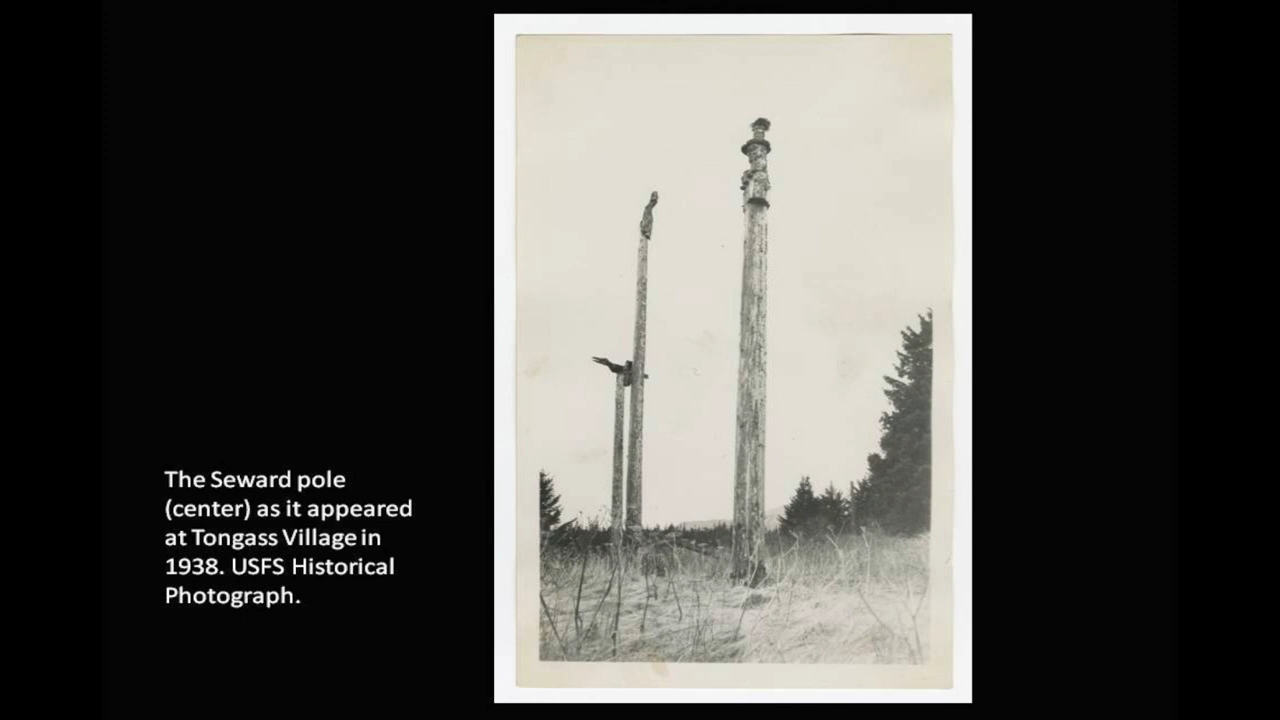 The Seward pole
(center) as it appeared
at Tongass Village in
1938. USFS Historical
Photograph.